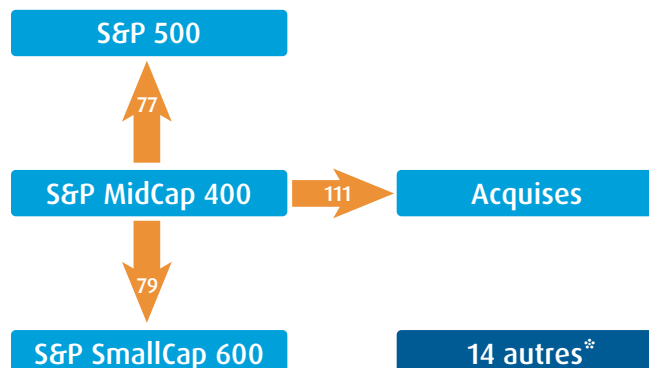 S&P 500
77
S&P MidCap 400
111
Acquises
79
S&P SmallCap 600
14 autres*